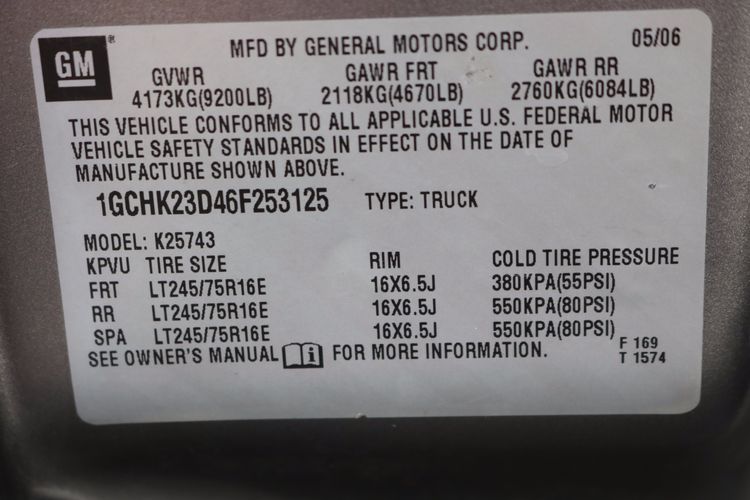 GM®
MFD BY GENERAL MOTORS CORP. 05/06
GVWR GAWR FRT GAWR RR
4173KG(9200LB) 2118KG(4670LB) 2760KG(6084LB)
THIS VEHICLE CONFORMS TO ALL APPLICABLE U.S. FEDERAL MOTOR
VEHICLE SAFETY STANDARDS IN EFFECT ON THE DATE OF
MANUFACTURE SHOWN ABOVE.
1GCHK23D46F253125 TYPE: TRUCK
MODEL: K25743
KPVU TIRE SIZE RIM COLD TIRE PRESSURE
FRT LT245/75R16E 16X6.5J 380KPA(55PSI)
RR LT245/75R16E 16X6.5J 550KPA(80PSI)
SPA LT245/75R16E 16X6.5J 550KPA(80PSI)
SEE OWNER'S MANUAL i FOR MORE INFORMATION.
F 169
T 1574